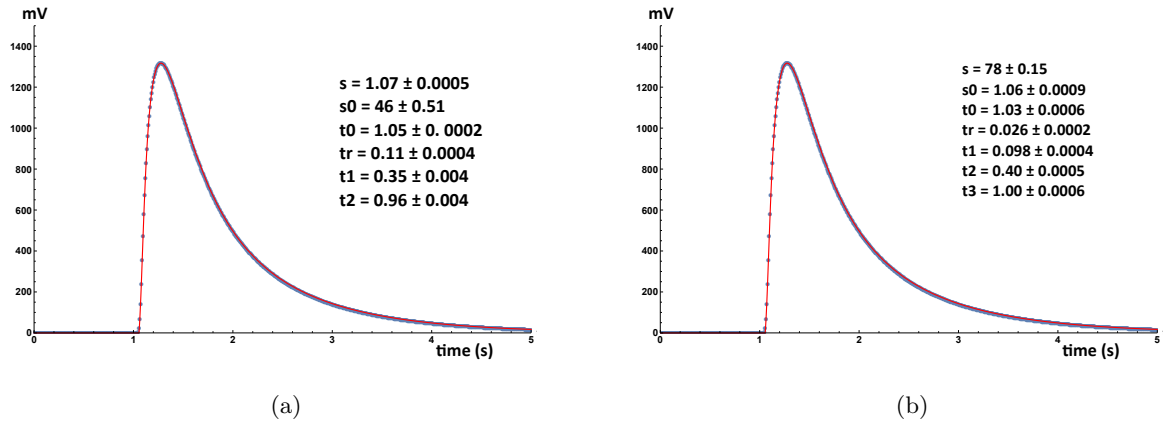 mV
1400
1200
1000
800
600
400
200
0
0 1 2 3 4 5
time (s)
s = 1.07 ± 0.0005
s0 = 46 ± 0.51
t0 = 1.05 ± 0. 0002
tr = 0.11 ± 0.0004
t1 = 0.35 ± 0.004
t2 = 0.96 ± 0.004
(a)
mV
1400
1200
1000
800
600
400
200
0
0 1 2 3 4 5
time (s)
s = 78 ± 0.15
s0 = 1.06 ± 0.0009
t0 = 1.03 ± 0.0006
tr = 0.026 ± 0.0002
t1 = 0.098 ± 0.0004
t2 = 0.40 ± 0.0005
t3 = 1.00 ± 0.0006
(b)